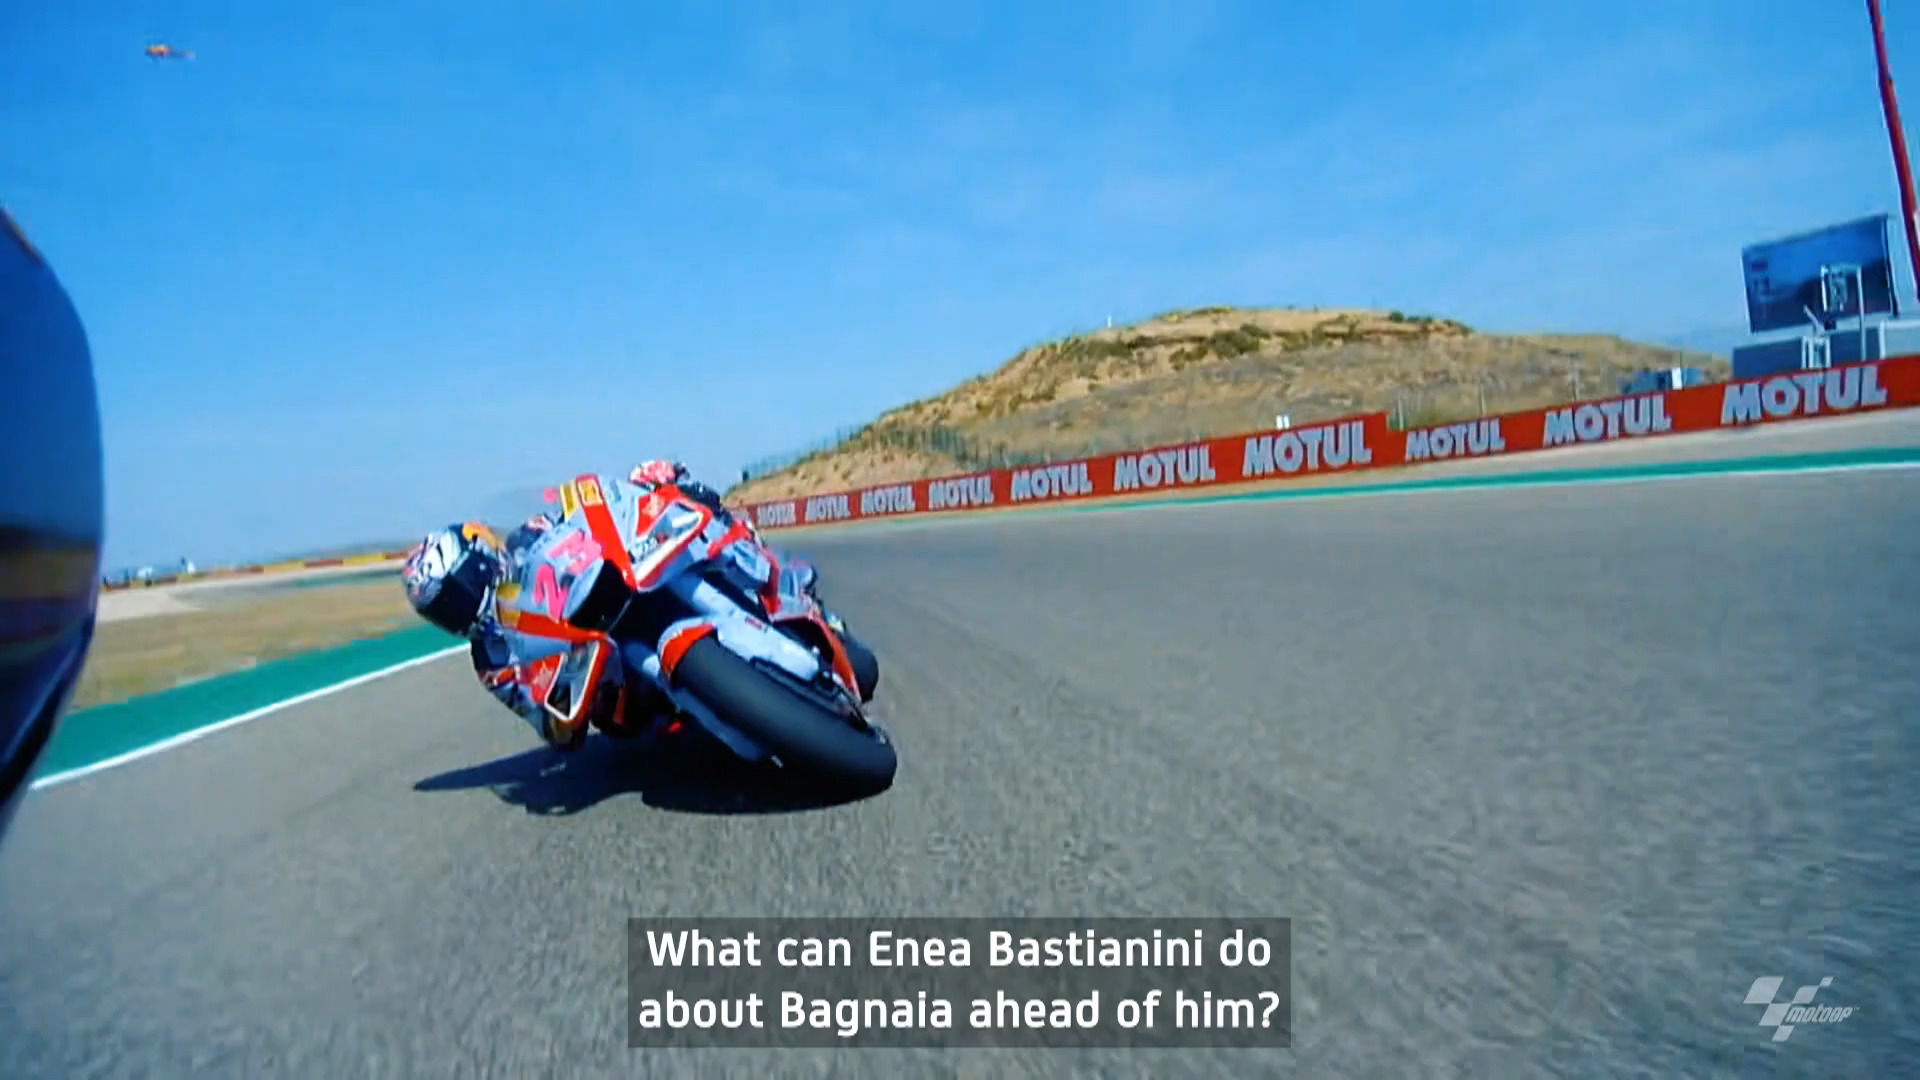 MOTUL MOTUL MOTUL MOTUL MOTUL MOTUL MOTUL MOTUL MOTUL MOTUL
23
What can Enea Bastianini do
about Bagnaia ahead of him?
MotoGP